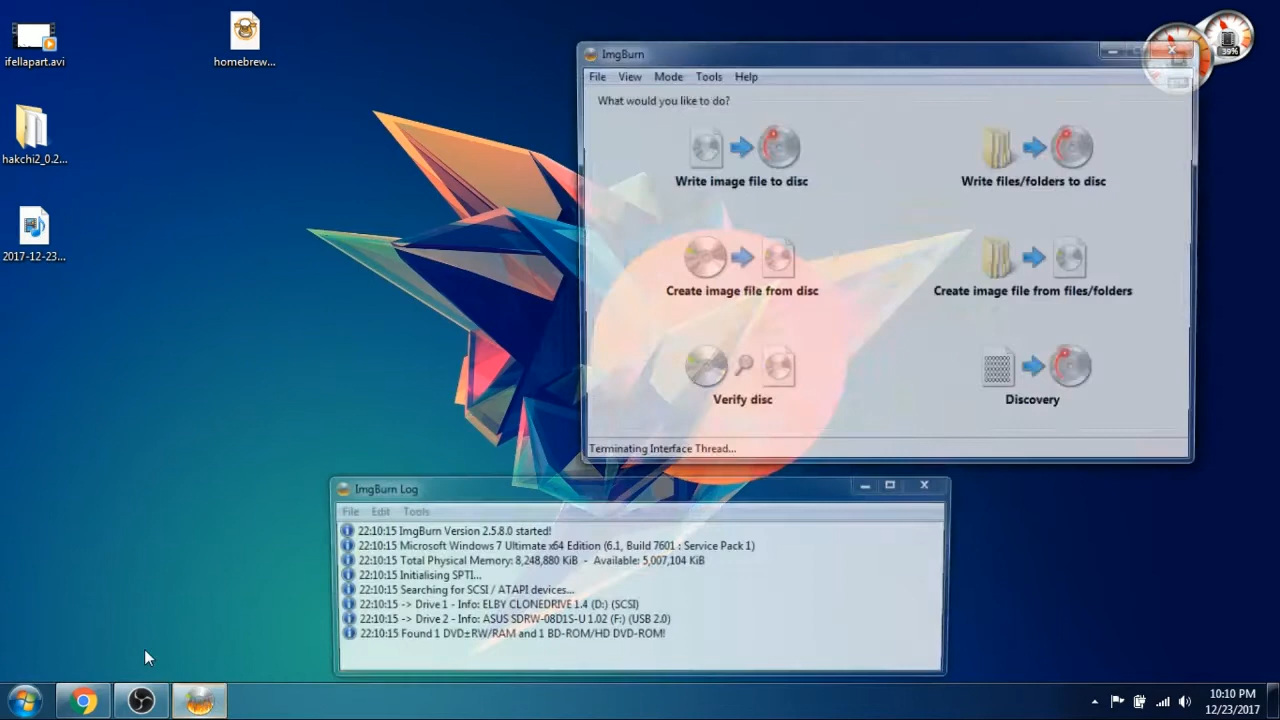 ifellapart.avi
homebrew...
hakchi2_0.2...
2017-12-23...
39%
ImgBurn
File View Mode Tools Help
What would you like to do?
Write image file to disc
Write files/folders to disc
Create image file from disc
Create image file from files/folders
Verify disc
Discovery
Terminating Interface Thread...
ImgBurn Log
File Edit Tools
22:10:15 ImgBurn Version 2.5.8.0 started!
22:10:15 Microsoft Windows 7 Ultimate x64 Edition (6.1, Build 7601 : Service Pack 1)
22:10:15 Total Physical Memory: 8,248,880 KiB - Available: 5,007,104 KiB
22:10:15 Initialising SPTI...
22:10:15 Searching for SCSI / ATAPI devices...
22:10:15 -> Drive 1 - Info: ELBY CLONEDRIVE 1.4 (D:) (SCSI)
22:10:15 -> Drive 2 - Info: ASUS SDRW-08D1S-U 1.02 (F:) (USB 2.0)
22:10:15 Found 1 DVD±RW/RAM and 1 BD-ROM/HD DVD-ROM!
10:10 PM
12/23/2017